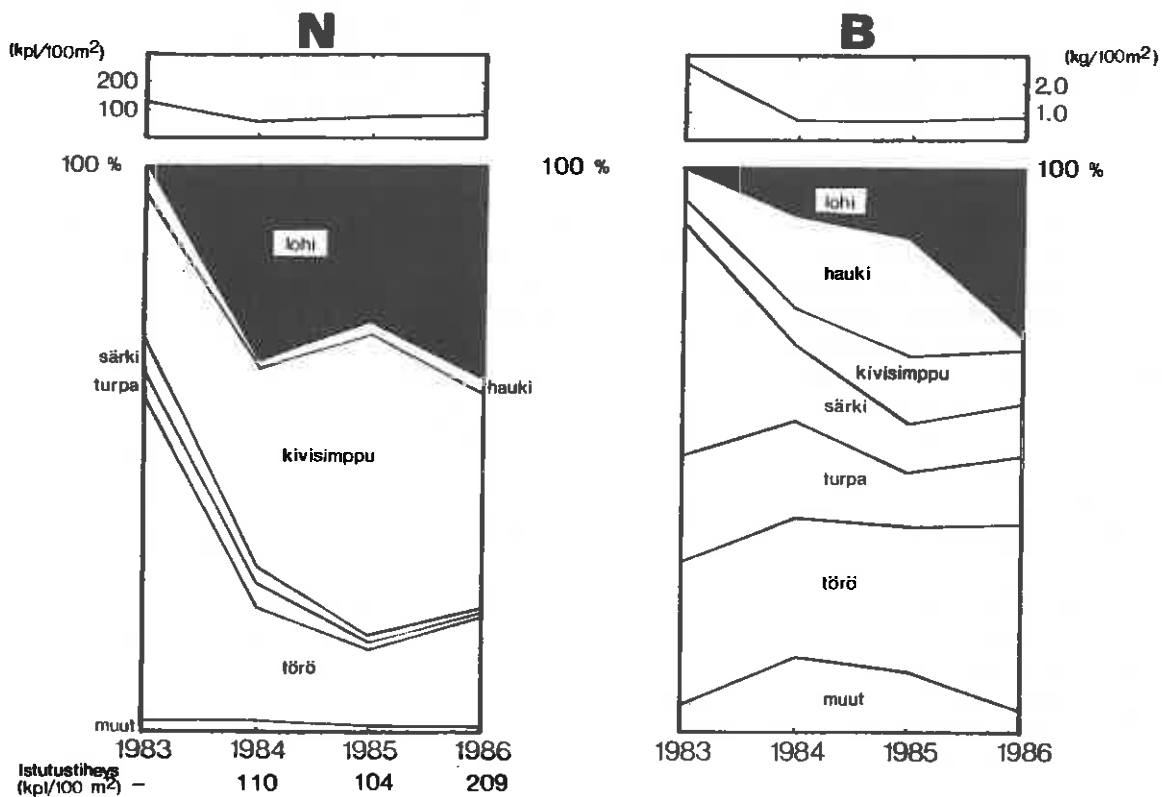 N
(kpl/100m²)
200
100
100 %
lohi
särki
turpa
hauki
kivisimppu
törö
muut
1983 1984 1985 1986
Istutustiheys
(kpl/100 m²) – 110 104 209
B
(kg/100m²)
2.0
1.0
100 % 100 %
lohi
hauki
kivisimppu
särki
turpa
törö
muut
1983 1984 1985 1986